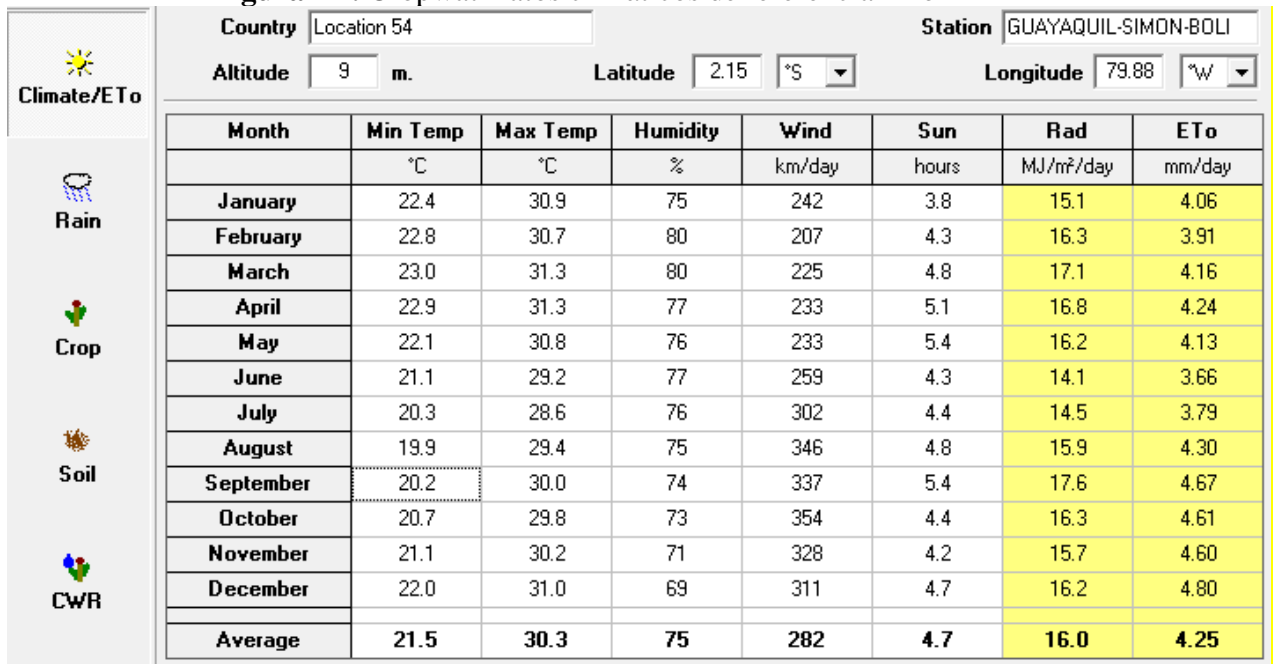 Country Location 54 Station GUAYAQUIL-SIMON-BOLI
Altitude 9 m. Latitude 2.15 °S Longitude 79.88 °W
Climate/ETo
Rain
Crop
Soil
CWR
Month Min Temp Max Temp Humidity Wind Sun Rad ETo
°C °C % km/day hours MJ/m²/day mm/day
January 22.4 30.9 75 242 3.8 15.1 4.06
February 22.8 30.7 80 207 4.3 16.3 3.91
March 23.0 31.3 80 225 4.8 17.1 4.16
April 22.9 31.3 77 233 5.1 16.8 4.24
May 22.1 30.8 76 233 5.4 16.2 4.13
June 21.1 29.2 77 259 4.3 14.1 3.66
July 20.3 28.6 76 302 4.4 14.5 3.79
August 19.9 29.4 75 346 4.8 15.9 4.30
September 20.2 30.0 74 337 5.4 17.6 4.67
October 20.7 29.8 73 354 4.4 16.3 4.61
November 21.1 30.2 71 328 4.2 15.7 4.60
December 22.0 31.0 69 311 4.7 16.2 4.80
Average 21.5 30.3 75 282 4.7 16.0 4.25